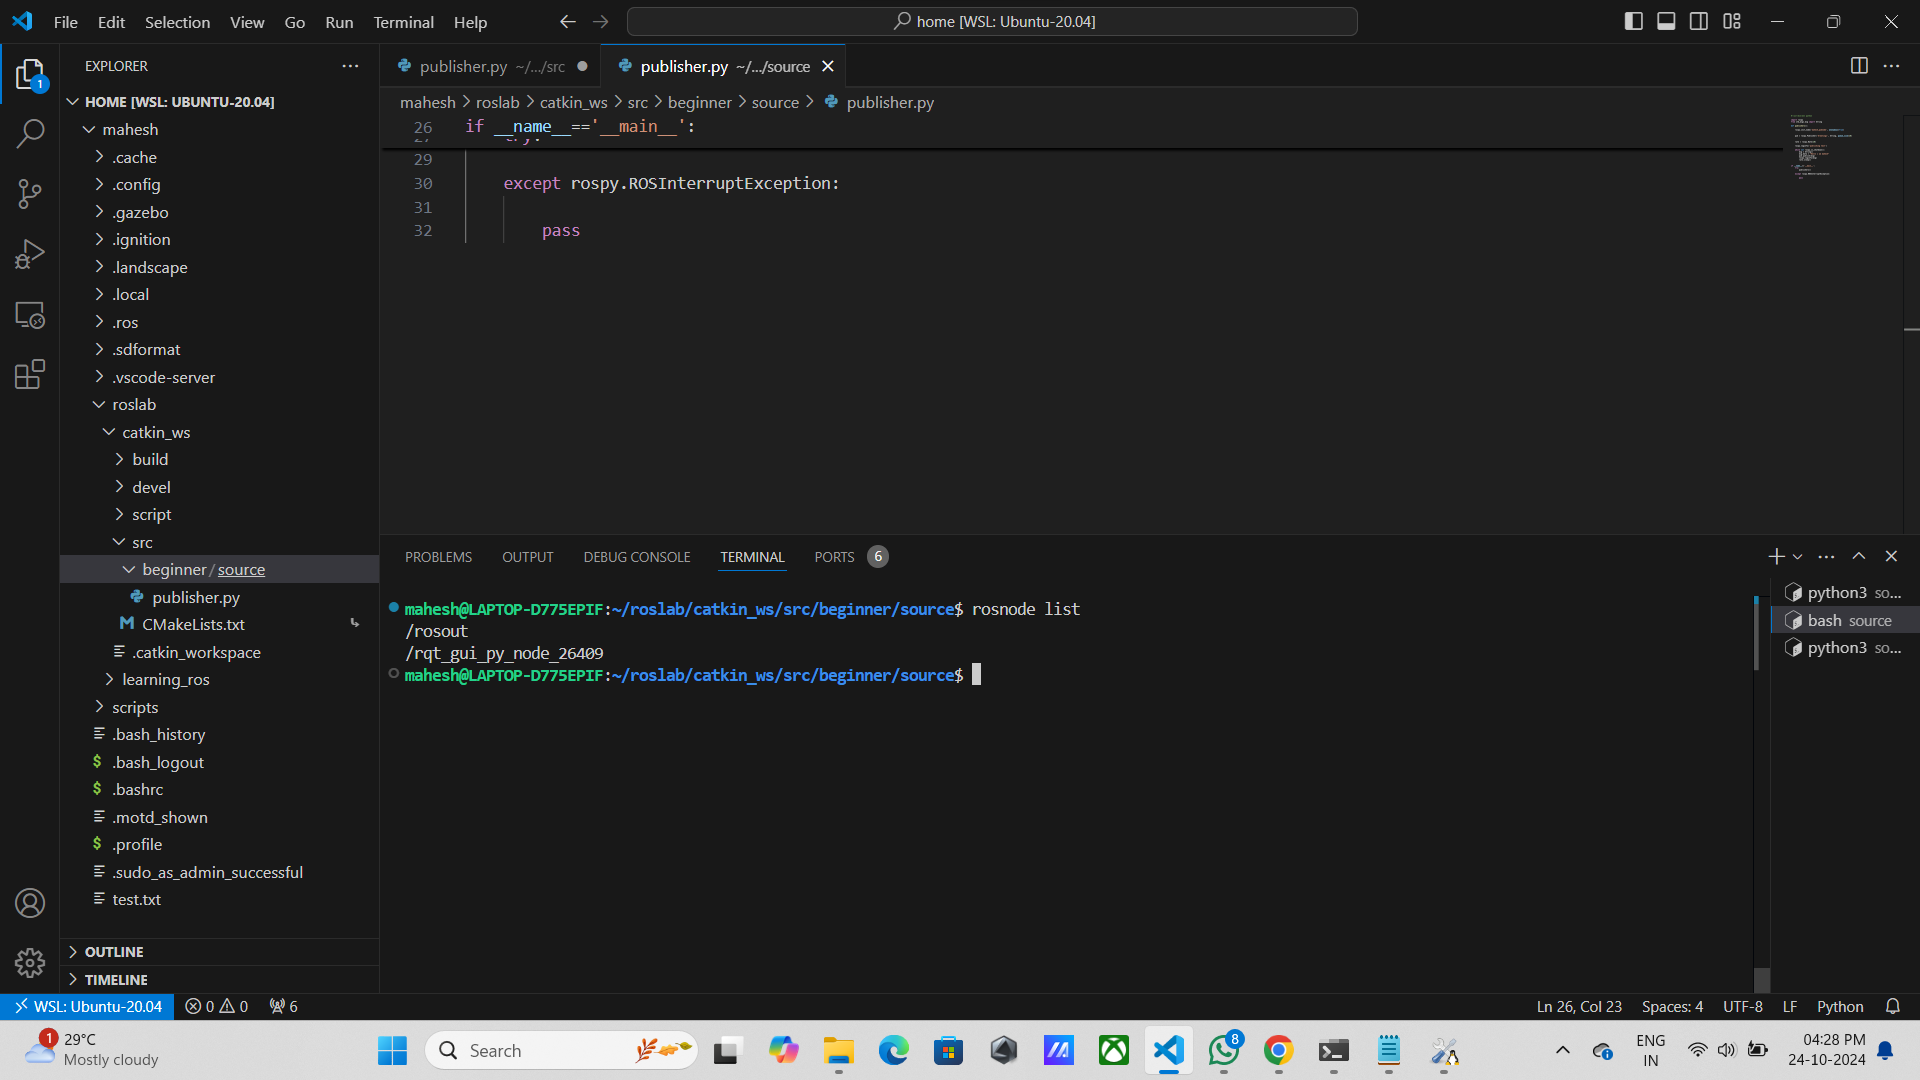 File Edit Selection View Go Run Terminal Help
home [WSL: Ubuntu-20.04]
EXPLORER
HOME [WSL: UBUNTU-20.04]
mahesh
.cache
.config
.gazebo
.ignition
.landscape
.local
.ros
.sdformat
.vscode-server
roslab
catkin_ws
build
devel
script
src
beginner/source
publisher.py
CMakeLists.txt
.catkin_workspace
learning_ros
scripts
.bash_history
.bash_logout
.bashrc
.motd_shown
.profile
.sudo_as_admin_successful
test.txt
OUTLINE
TIMELINE
publisher.py ~/.../src
publisher.py ~/.../source
mahesh > roslab > catkin_ws > src > beginner > source > publisher.py
26 if __name__=='__main__':
27 try:
29
30 except rospy.ROSInterruptException:
31
32 pass
PROBLEMS OUTPUT DEBUG CONSOLE TERMINAL PORTS 6
mahesh@LAPTOP-D775EPIF:~/roslab/catkin_ws/src/beginner/source$ rosnode list
/rosout
/rqt_gui_py_node_26409
mahesh@LAPTOP-D775EPIF:~/roslab/catkin_ws/src/beginner/source$
python3 so...
bash source
python3 so...
1
WSL: Ubuntu-20.04 0 0 6
Ln 26, Col 23 Spaces: 4 UTF-8 LF Python
1 29°C
Mostly cloudy
Search
8
ENG
IN
04:28 PM
24-10-2024